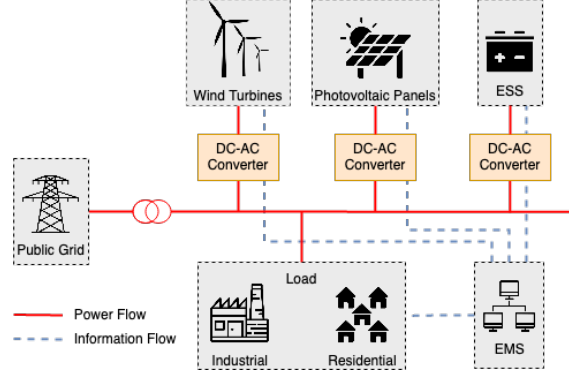 Wind Turbines
Photovoltaic Panels
ESS
DC-AC
Converter
DC-AC
Converter
DC-AC
Converter
Public Grid
Load
Industrial
Residential
EMS
Power Flow
Information Flow